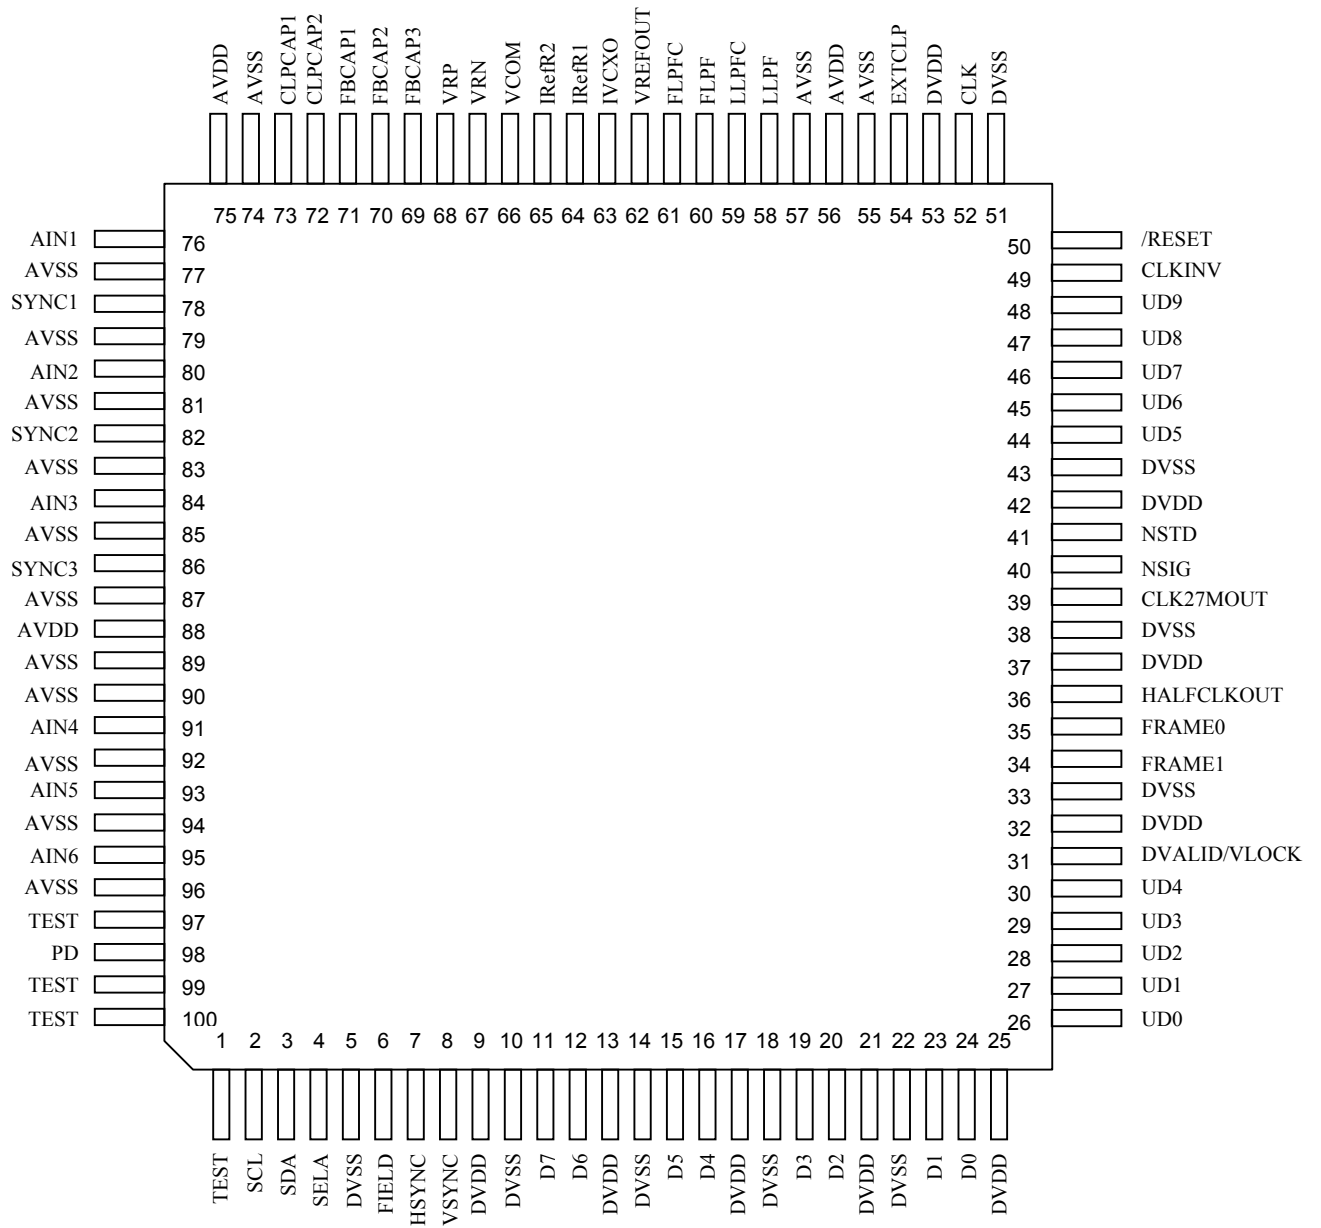 AVDD
AVSS
CLPCAP1
CLPCAP2
FBCAP1
FBCAP2
FBCAP3
VRP
VRN
VCOM
IRefR2
IRefR1
IVCXO
VREFOUT
FLPFC
FLPF
LLPFC
LLPF
AVSS
AVDD
AVSS
EXTCLP
DVDD
CLK
DVSS
75 74 73 72 71 70 69 68 67 66 65 64 63 62 61 60 59 58 57 56 55 54 53 52 51
AIN1 76
AVSS 77
SYNC1 78
AVSS 79
AIN2 80
AVSS 81
SYNC2 82
AVSS 83
AIN3 84
AVSS 85
SYNC3 86
AVSS 87
AVDD 88
AVSS 89
AVSS 90
AIN4 91
AVSS 92
AIN5 93
AVSS 94
AIN6 95
AVSS 96
TEST 97
PD 98
TEST 99
TEST 100
50 /RESET
49 CLKINV
48 UD9
47 UD8
46 UD7
45 UD6
44 UD5
43 DVSS
42 DVDD
41 NSTD
40 NSIG
39 CLK27MOUT
38 DVSS
37 DVDD
36 HALFCLKOUT
35 FRAME0
34 FRAME1
33 DVSS
32 DVDD
31 DVALID/VLOCK
30 UD4
29 UD3
28 UD2
27 UD1
26 UD0
1 2 3 4 5 6 7 8 9 10 11 12 13 14 15 16 17 18 19 20 21 22 23 24 25
TEST
SCL
SDA
SELA
DVSS
FIELD
HSYNC
VSYNC
DVDD
DVSS
D7
D6
DVDD
DVSS
D5
D4
DVDD
DVSS
D3
D2
DVDD
DVSS
D1
D0
DVDD